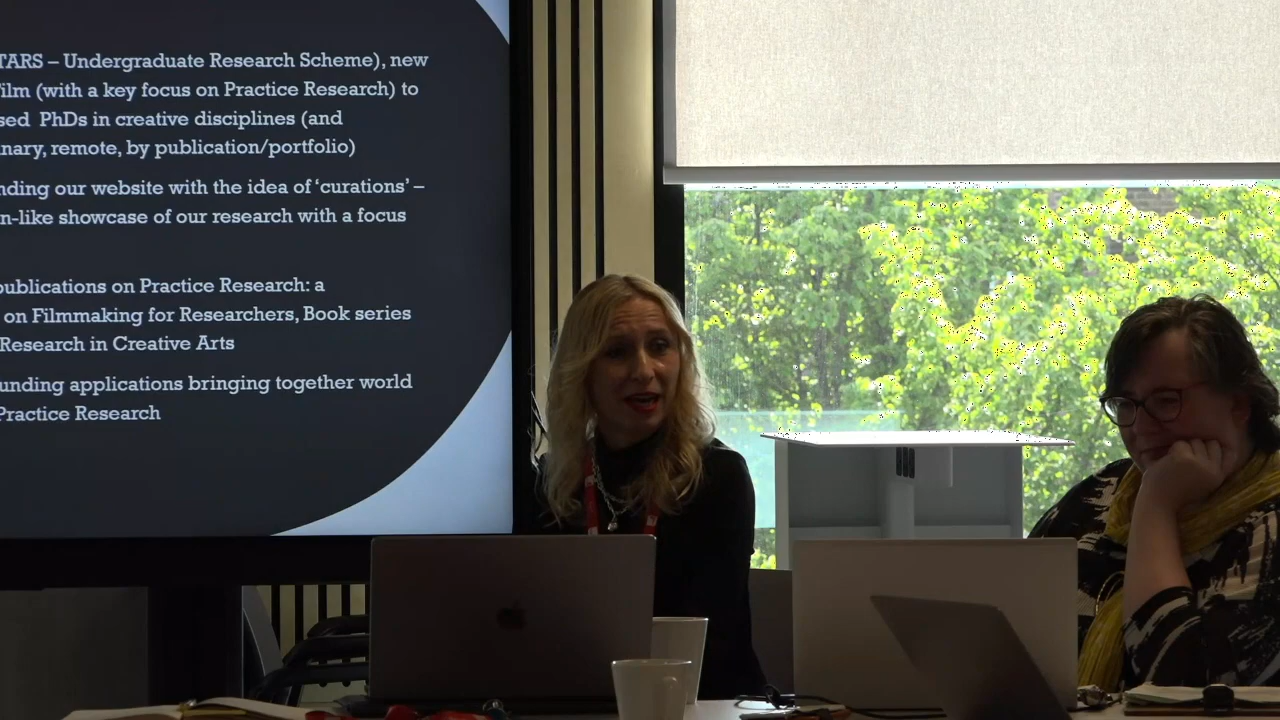 TARS – Undergraduate Research Scheme), new
Film (with a key focus on Practice Research) to
sed PhDs in creative disciplines (and
nary, remote, by publication/portfolio)
nding our website with the idea of ‘curations’ –
n-like showcase of our research with a focus
publications on Practice Research: a
on Filmmaking for Researchers, Book series
Research in Creative Arts
unding applications bringing together world
Practice Research